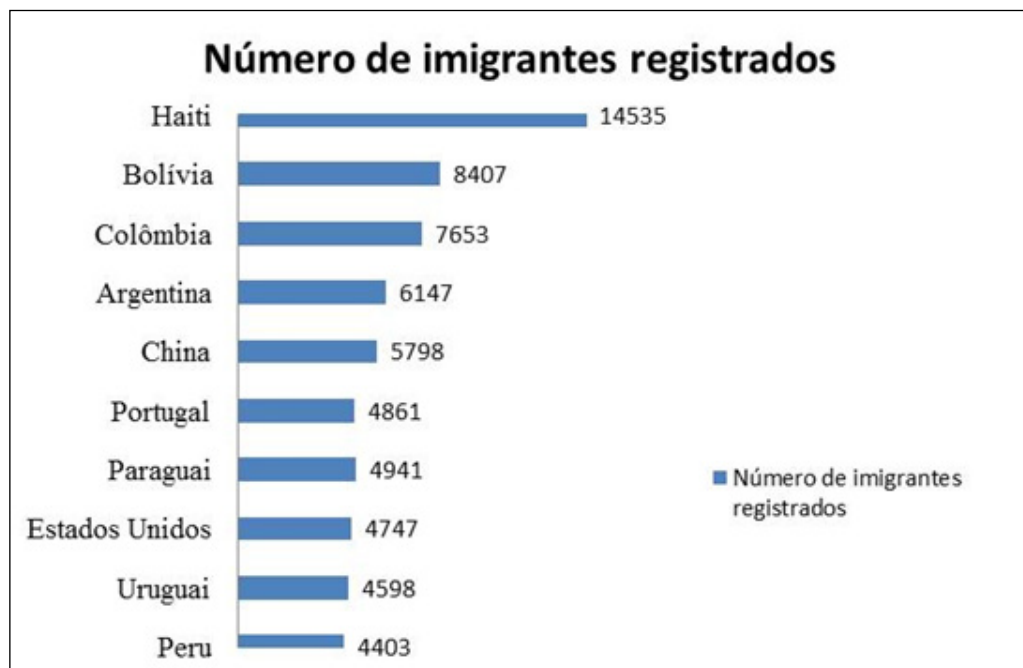 Número de imigrantes registrados
Haiti 14535
Bolívia 8407
Colômbia 7653
Argentina 6147
China 5798
Portugal 4861
Paraguai 4941
Estados Unidos 4747
Uruguai 4598
Peru 4403
Número de imigrantes
registrados